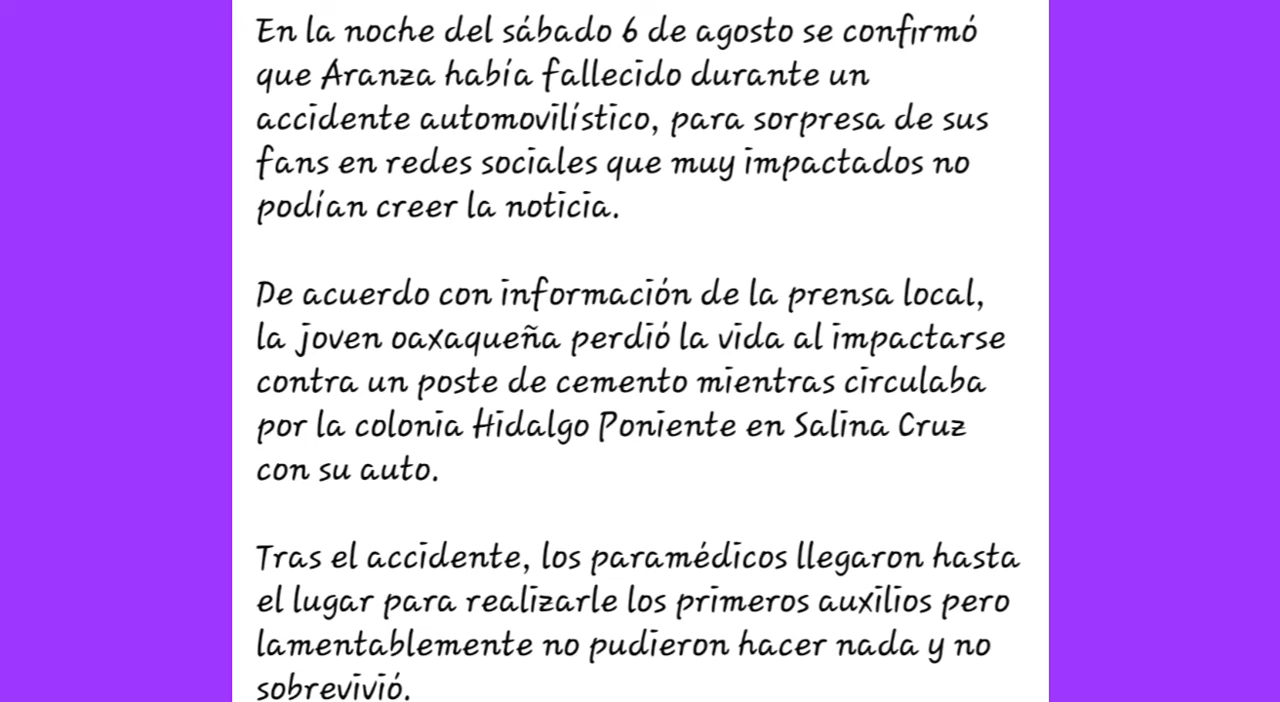 En la noche del sábado 6 de agosto se confirmó
que Aranza había fallecido durante un
accidente automovilístico, para sorpresa de sus
fans en redes sociales que muy impactados no
podían creer la noticia.
De acuerdo con información de la prensa local,
la joven oaxaqueña perdió la vida al impactarse
contra un poste de cemento mientras circulaba
por la colonia Hidalgo Poniente en Salina Cruz
con su auto.
Tras el accidente, los paramédicos llegaron hasta
el lugar para realizarle los primeros auxilios pero
lamentablemente no pudieron hacer nada y no
sobrevivió.